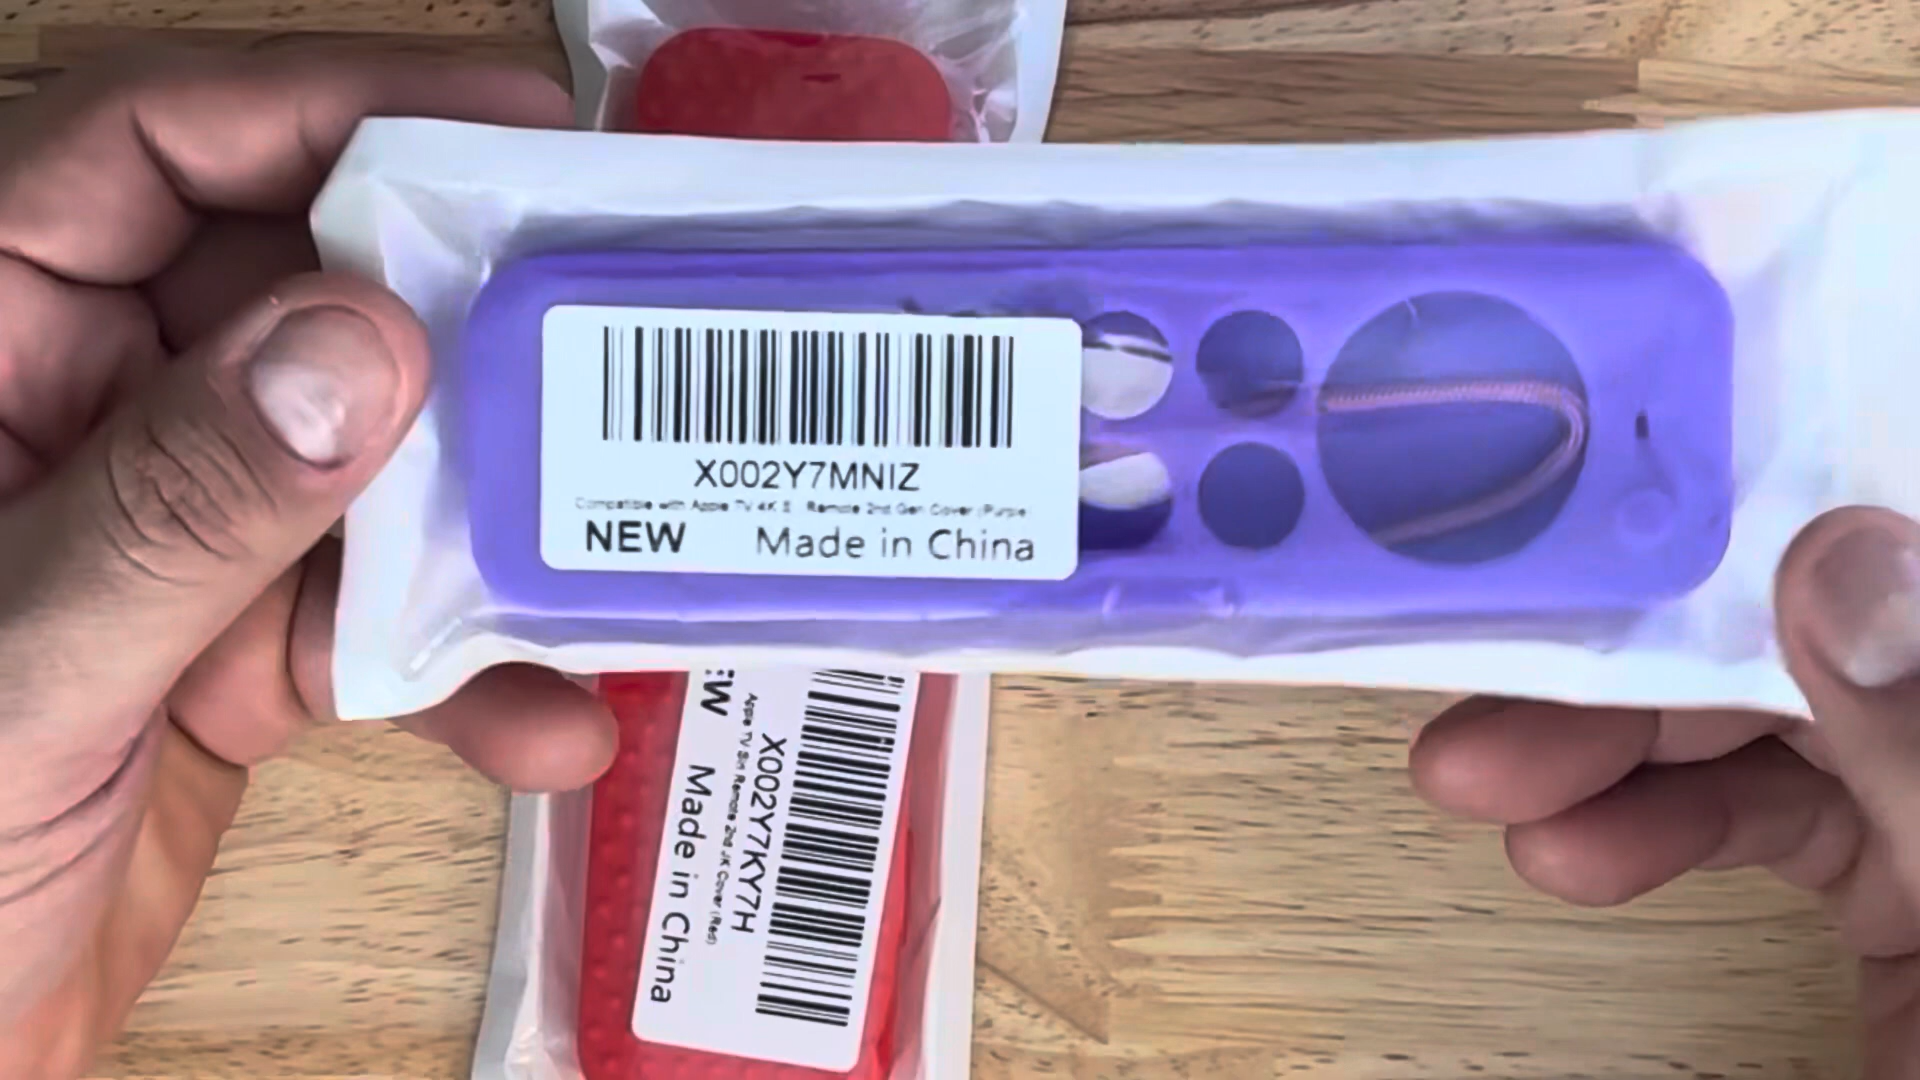 X002Y7MNIZ
Compatible with Apple TV 4K S Remote 2nd Gen Cover (Purple
NEW Made in China
X002Y7KY7H
Apple TV Siri Remote 2nd Cover (Red)
EW Made in China